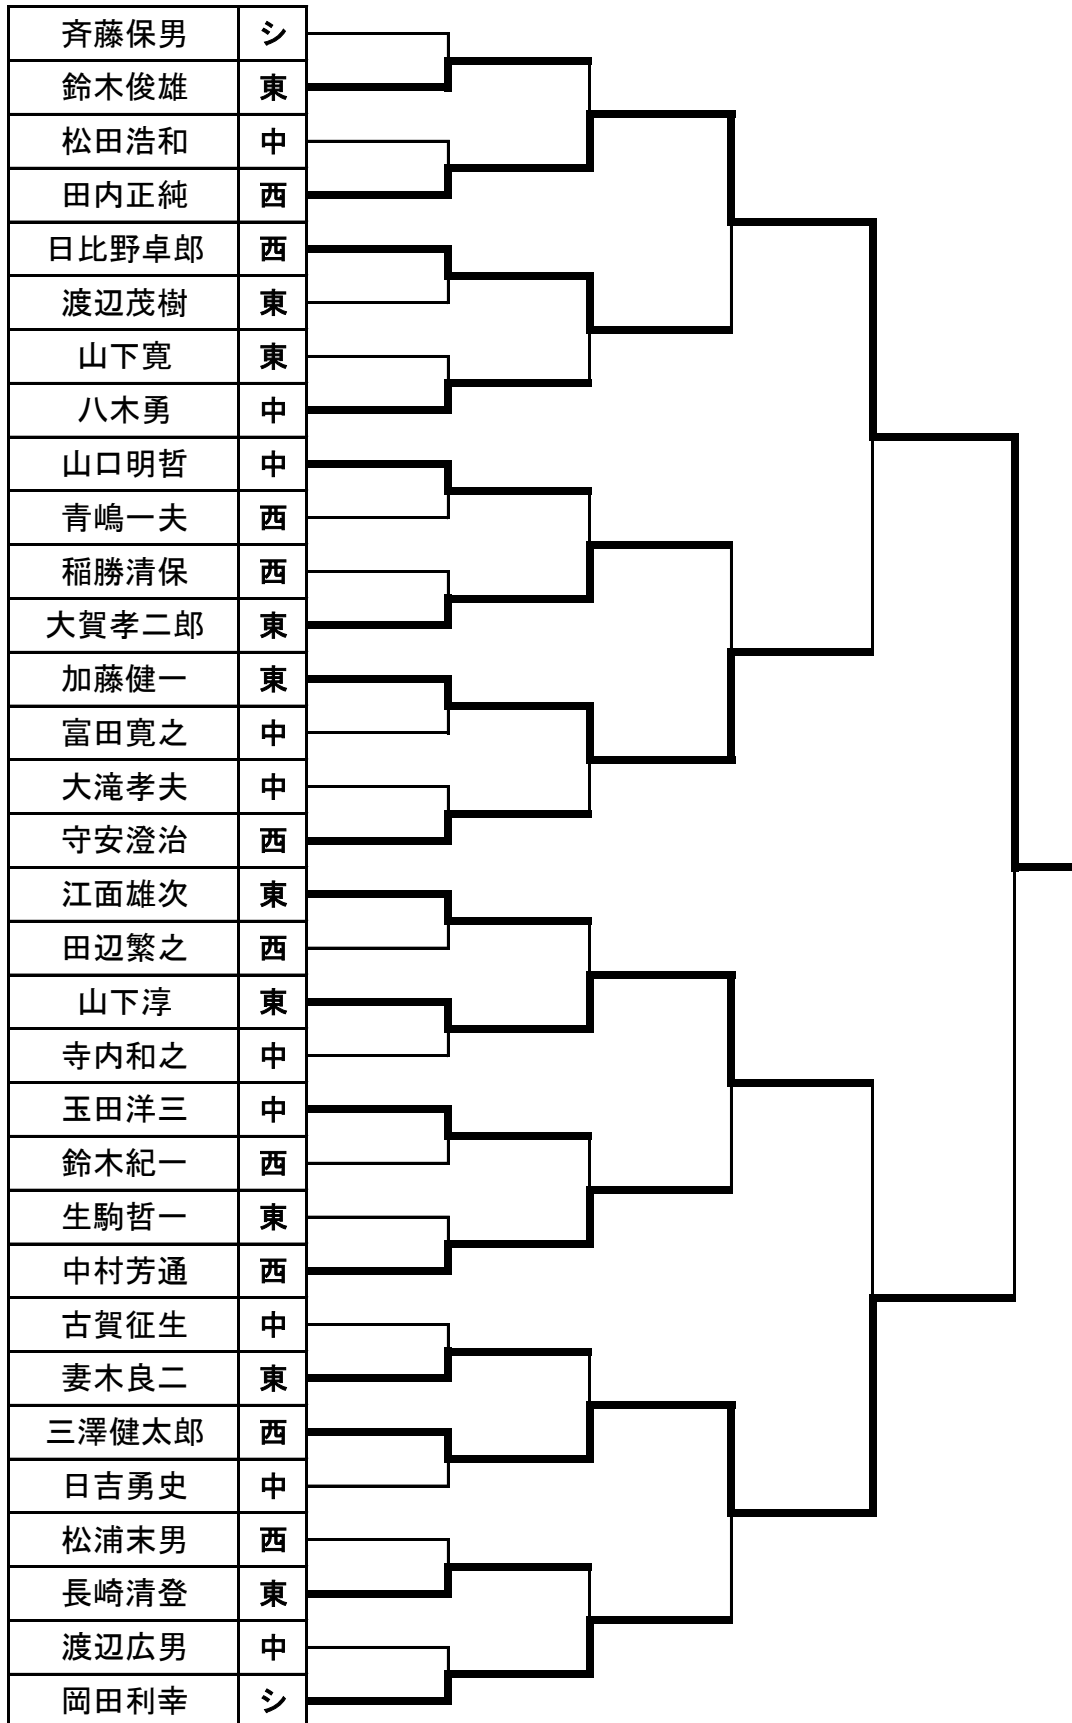 斉藤保男 シ
鈴木俊雄 東
松田浩和 中
田内正純 西
日比野卓郎 西
渡辺茂樹 東
山下寛 東
八木勇 中
山口明哲 中
青嶋一夫 西
稲勝清保 西
大賀孝二郎 東
加藤健一 東
富田寛之 中
大滝孝夫 中
守安澄治 西
江面雄次 東
田辺繁之 西
山下淳 東
寺内和之 中
玉田洋三 中
鈴木紀一 西
生駒哲一 東
中村芳通 西
古賀征生 中
妻木良二 東
三澤健太郎 西
日吉勇史 中
松浦末男 西
長崎清登 東
渡辺広男 中
岡田利幸 シ